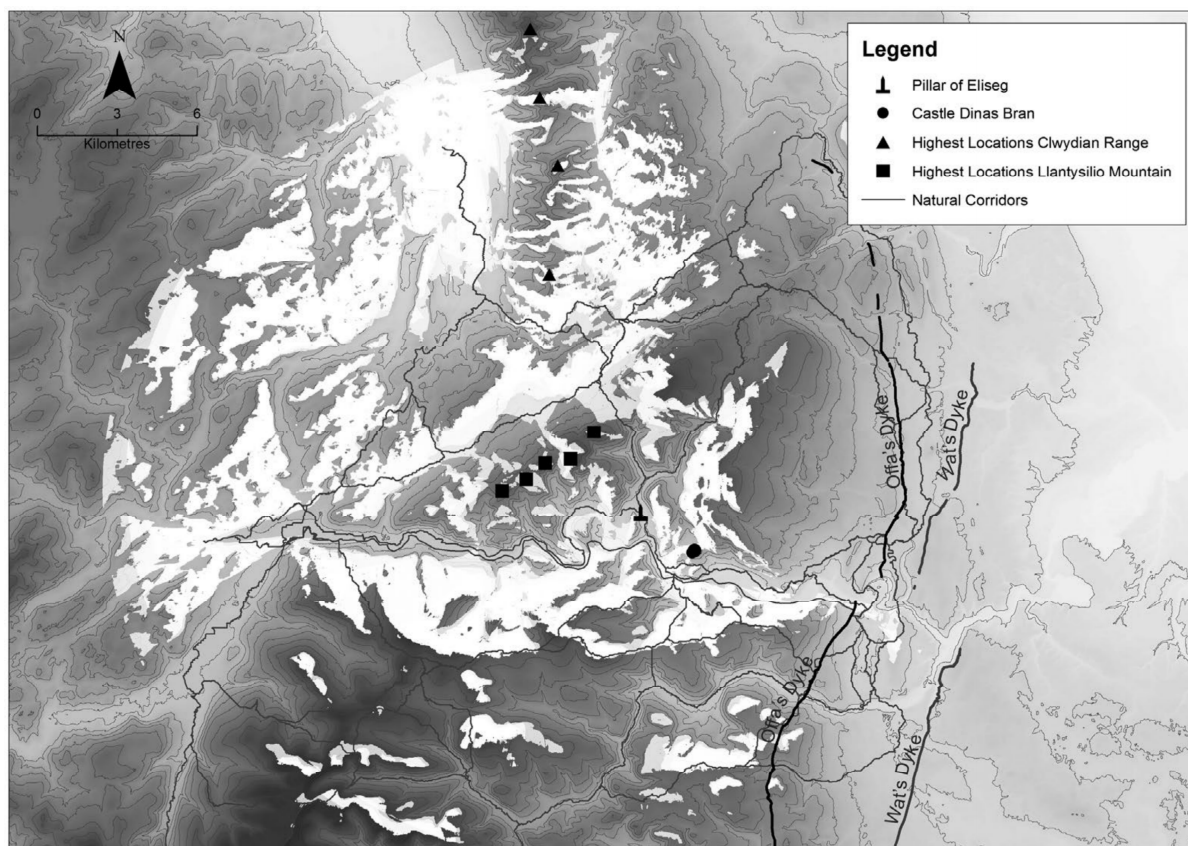 N
0 3 6
Kilometres
Legend
Pillar of Eliseg
Castle Dinas Bran
Highest Locations Clwydian Range
Highest Locations Llantysilio Mountain
Natural Corridors
Offa's Dyke
Wat's Dyke
Offa's Dyke
Wat's Dyke